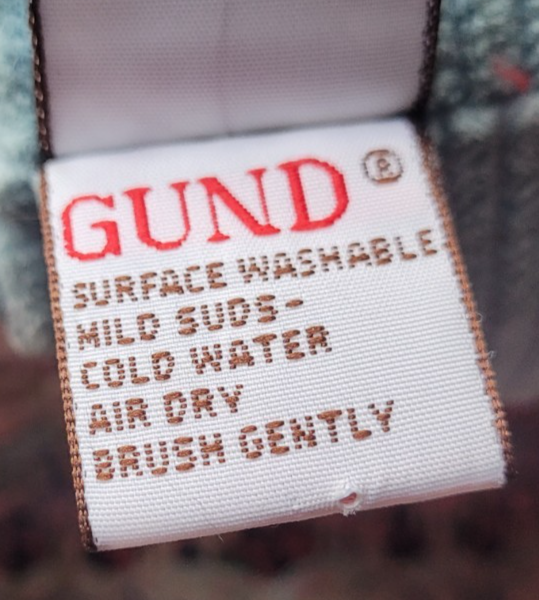 GUND ®
SURFACE WASHABLE
MILD SUDS-
COLD WATER
AIR DRY
BRUSH GENTLY